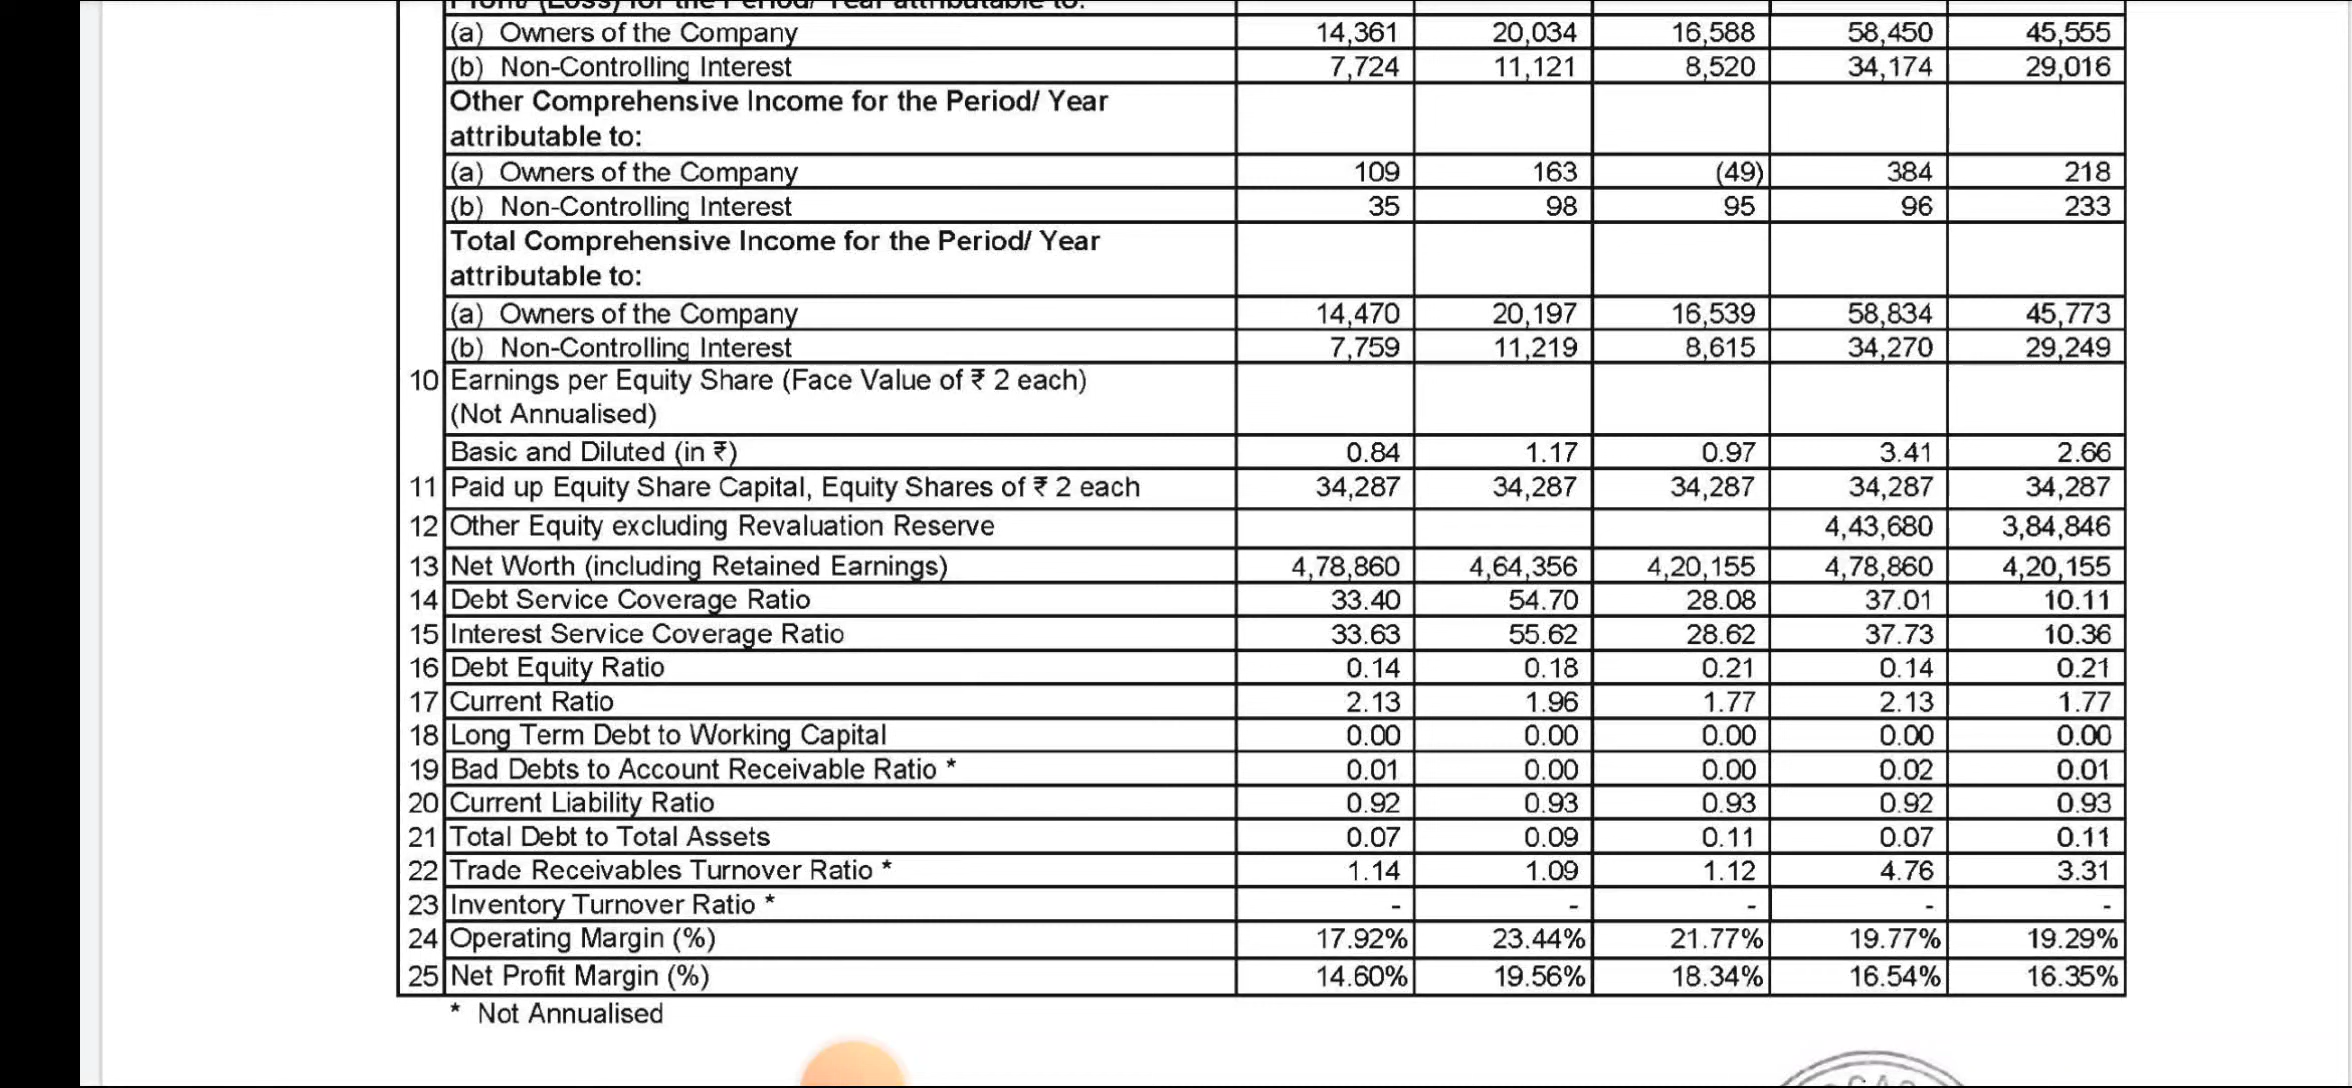 Profit/ (Loss) for the Period/ Year attributable to:
(a) Owners of the Company 14,361 20,034 16,588 58,450 45,555
(b) Non-Controlling Interest 7,724 11,121 8,520 34,174 29,016
Other Comprehensive Income for the Period/ Year
attributable to:
(a) Owners of the Company 109 163 (49) 384 218
(b) Non-Controlling Interest 35 98 95 96 233
Total Comprehensive Income for the Period/ Year
attributable to:
(a) Owners of the Company 14,470 20,197 16,539 58,834 45,773
(b) Non-Controlling Interest 7,759 11,219 8,615 34,270 29,249
10 Earnings per Equity Share (Face Value of ₹ 2 each)
(Not Annualised)
Basic and Diluted (in ₹) 0.84 1.17 0.97 3.41 2.66
11 Paid up Equity Share Capital, Equity Shares of ₹ 2 each 34,287 34,287 34,287 34,287 34,287
12 Other Equity excluding Revaluation Reserve 4,43,680 3,84,846
13 Net Worth (including Retained Earnings) 4,78,860 4,64,356 4,20,155 4,78,860 4,20,155
14 Debt Service Coverage Ratio 33.40 54.70 28.08 37.01 10.11
15 Interest Service Coverage Ratio 33.63 55.62 28.62 37.73 10.36
16 Debt Equity Ratio 0.14 0.18 0.21 0.14 0.21
17 Current Ratio 2.13 1.96 1.77 2.13 1.77
18 Long Term Debt to Working Capital 0.00 0.00 0.00 0.00 0.00
19 Bad Debts to Account Receivable Ratio * 0.01 0.00 0.00 0.02 0.01
20 Current Liability Ratio 0.92 0.93 0.93 0.92 0.93
21 Total Debt to Total Assets 0.07 0.09 0.11 0.07 0.11
22 Trade Receivables Turnover Ratio * 1.14 1.09 1.12 4.76 3.31
23 Inventory Turnover Ratio * - - - - -
24 Operating Margin (%) 17.92% 23.44% 21.77% 19.77% 19.29%
25 Net Profit Margin (%) 14.60% 19.56% 18.34% 16.54% 16.35%
* Not Annualised